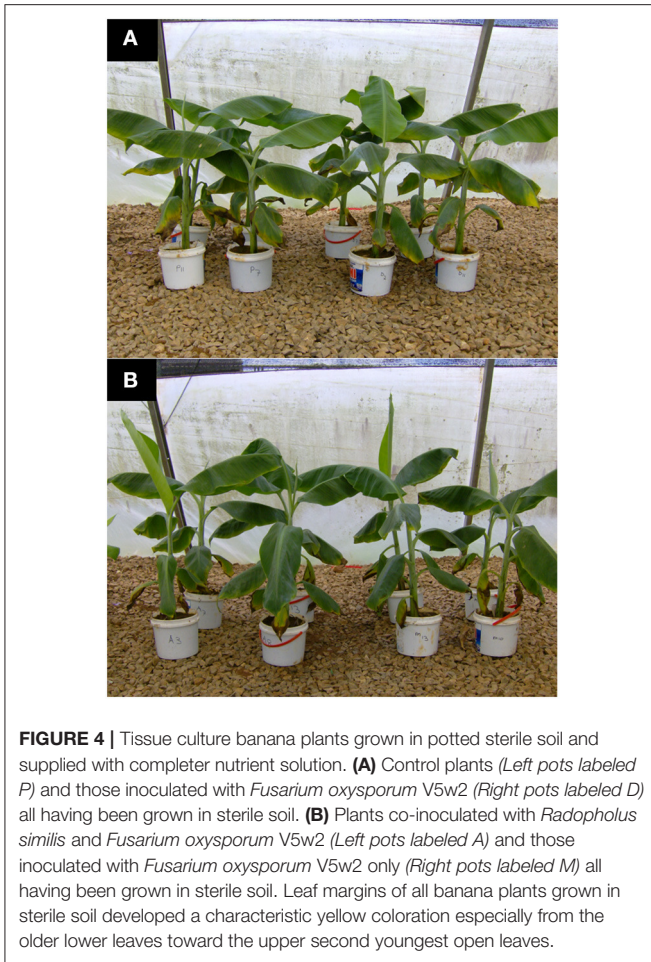 A
P11
B
A3
M13
FIGURE 4 | Tissue culture banana plants grown in potted sterile soil and
supplied with completer nutrient solution. (A) Control plants (Left pots labeled
P) and those inoculated with Fusarium oxysporum V5w2 (Right pots labeled D)
all having been grown in sterile soil. (B) Plants co-inoculated with Radopholus
similis and Fusarium oxysporum V5w2 (Left pots labeled A) and those
inoculated with Fusarium oxysporum V5w2 only (Right pots labeled M) all
having been grown in sterile soil. Leaf margins of all banana plants grown in
sterile soil developed a characteristic yellow coloration especially from the
older lower leaves toward the upper second youngest open leaves.